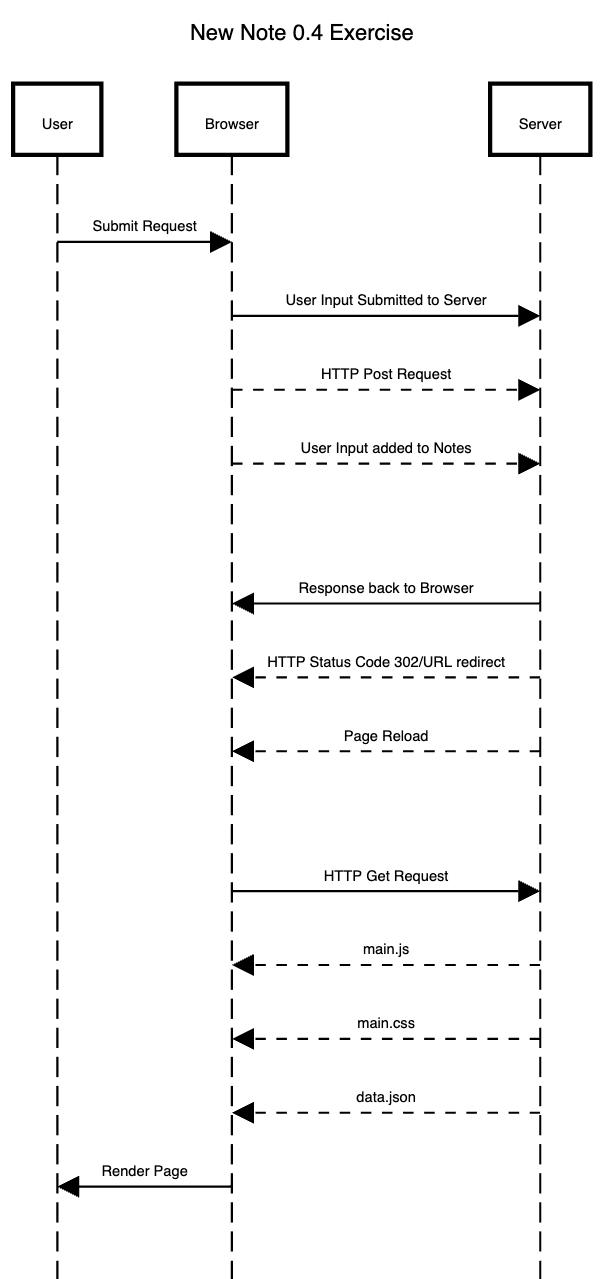 New Note 0.4 Exercise
User
Browser
Server
Submit Request
User Input Submitted to Server
HTTP Post Request
User Input added to Notes
Response back to Browser
HTTP Status Code 302/URL redirect
Page Reload
HTTP Get Request
main.js
main.css
data.json
Render Page